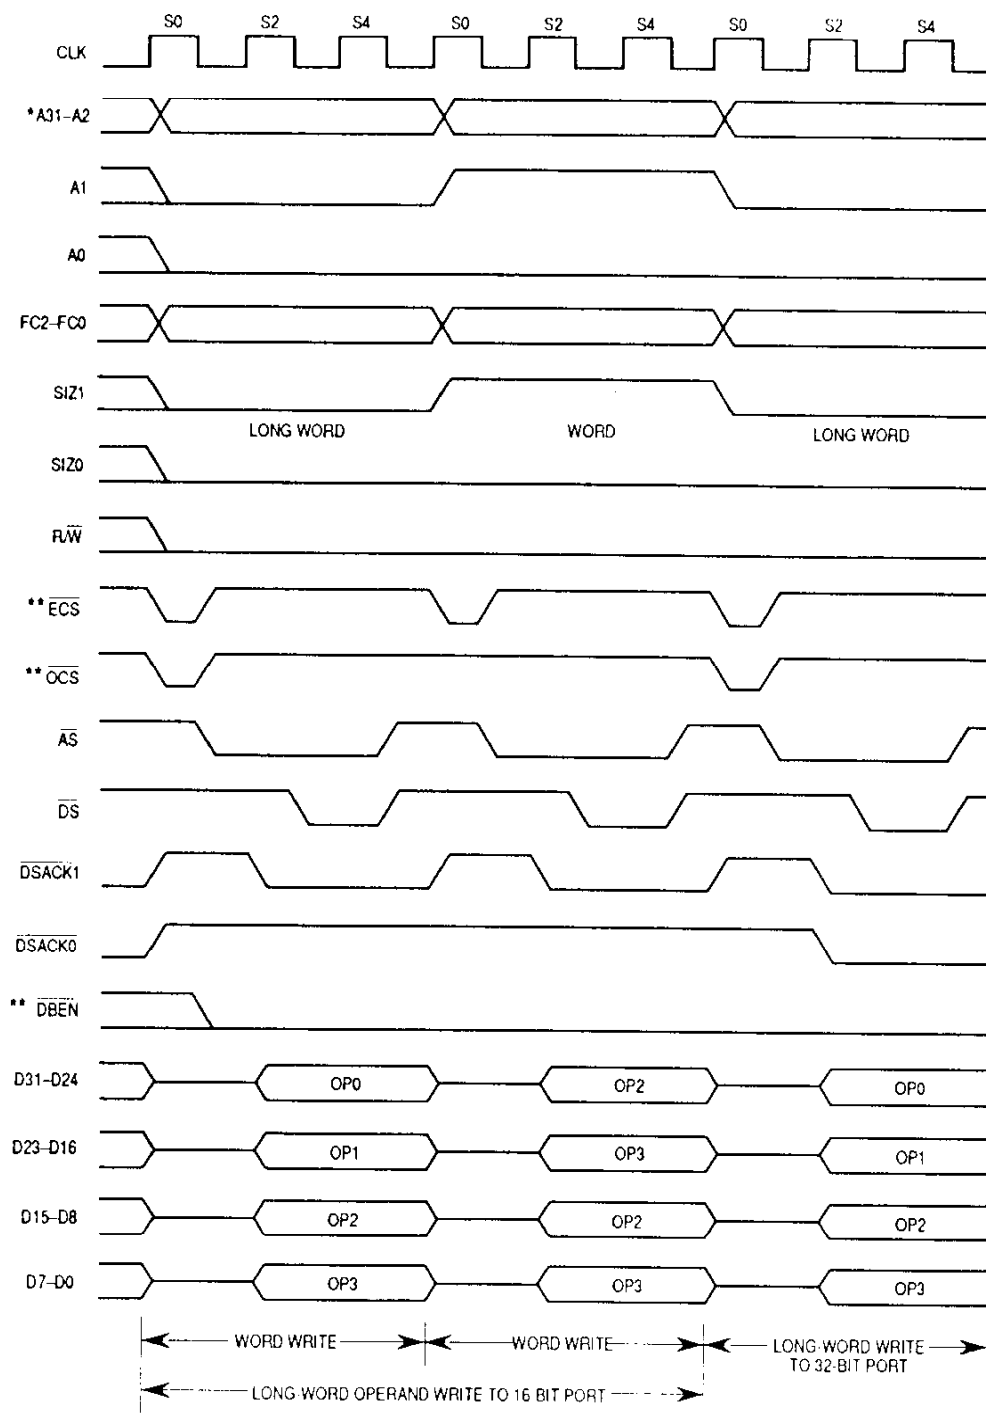 S0 S2 S4 S0 S2 S4 S0 S2 S4
CLK
*A31–A2
A1
A0
FC2–FC0
SIZ1
LONG WORD WORD LONG WORD
SIZ0
R/W
** ECS
** OCS
AS
DS
DSACK1
DSACK0
** DBEN
D31–D24 OP0 OP2 OP0
D23–D16 OP1 OP3 OP1
D15–D8 OP2 OP2 OP2
D7–D0 OP3 OP3 OP3
WORD WRITE WORD WRITE LONG-WORD WRITE
TO 32-BIT PORT
LONG-WORD OPERAND WRITE TO 16 BIT PORT